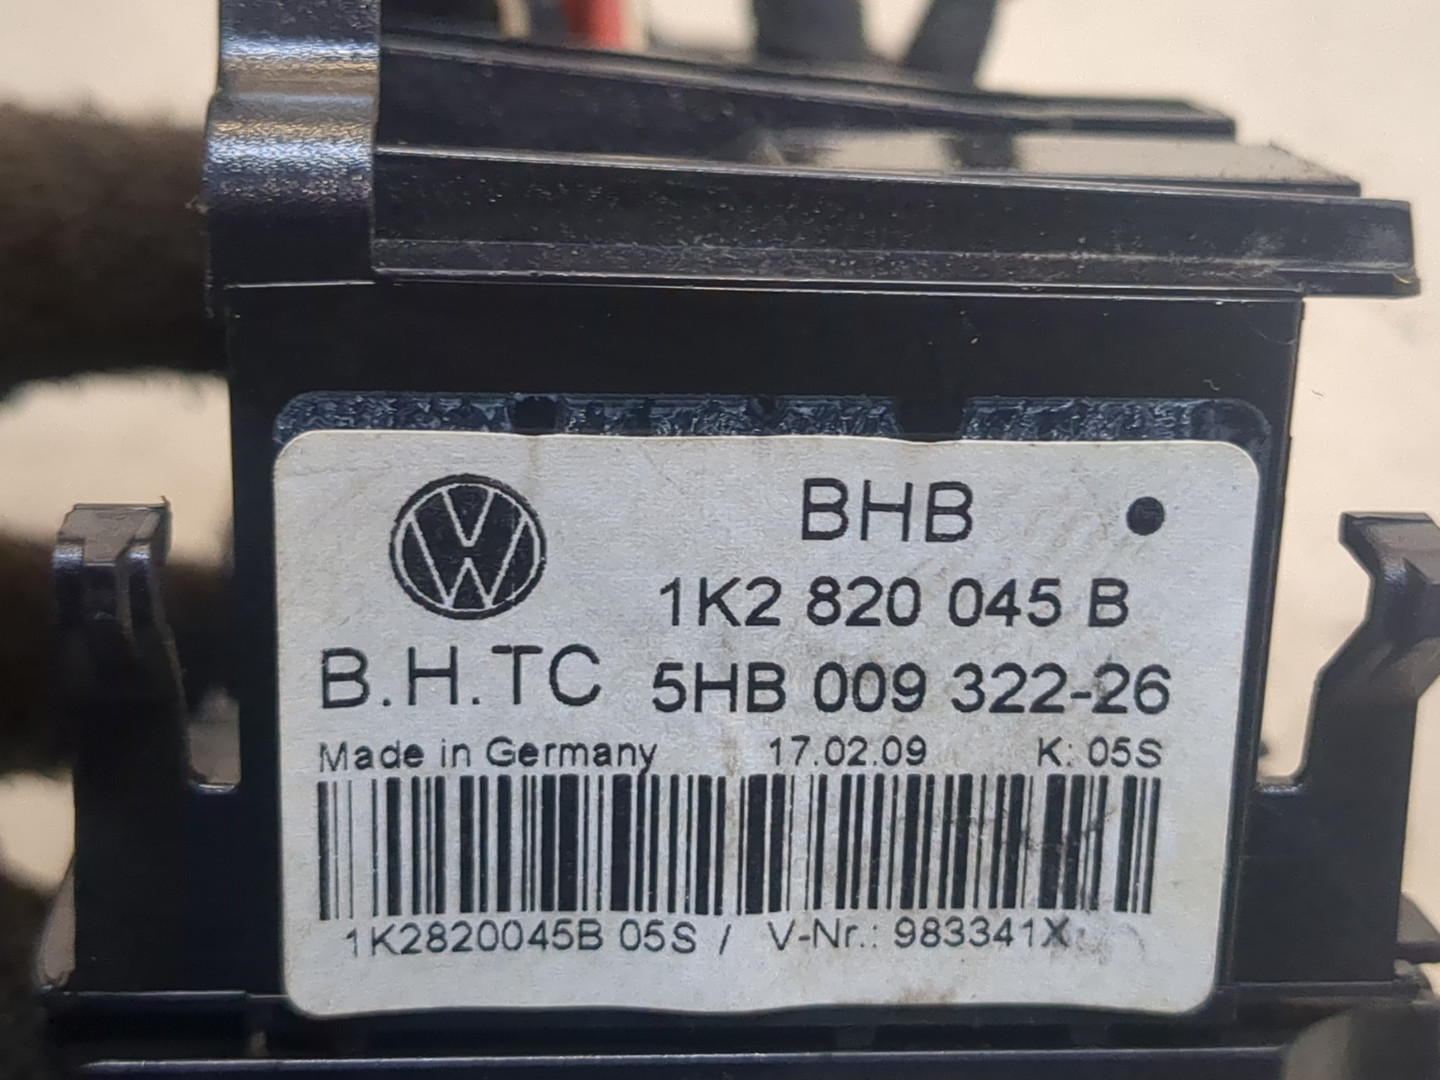 BHB
1K2 820 045 B
B.H.TC 5HB 009 322-26
Made in Germany 17.02.09 K: 05S
1K2820045B 05S / V-Nr.: 983341X